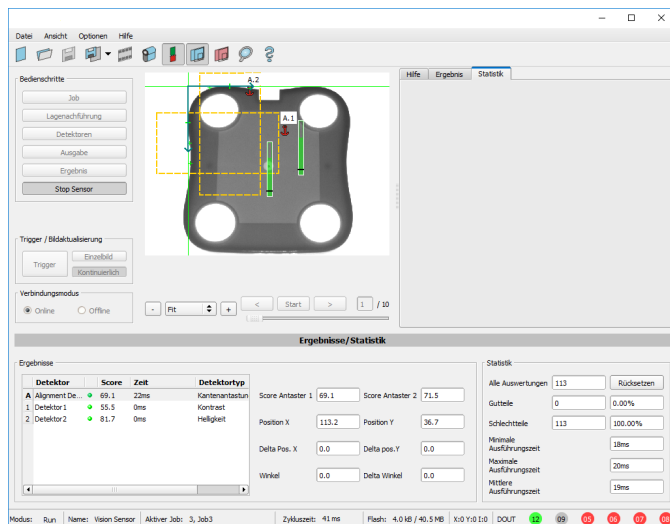 Datei Ansicht Optionen Hilfe
Bedienschritte
Job
Lagenachführung
Detektoren
Ausgabe
Ergebnis
Stop Sensor
Trigger / Bildaktualisierung
Trigger
Einzelbild
Kontinuierlich
Verbindungsmodus
Online Offline
A.2
A.1
- Fit + < Start > 1 / 10
Hilfe Ergebnis Statistik
Ergebnisse/Statistik
Ergebnisse
Detektor Score Zeit Detektortyp
A Alignment De... 69.1 22ms Kantenantastun
1 Detektor1 55.5 0ms Kontrast
2 Detektor2 81.7 0ms Helligkeit
Score Antaster 1 69.1 Score Antaster 2 71.5
Position X 113.2 Position Y 36.7
Delta Pos. X 0.0 Delta pos.Y 0.0
Winkel 0.0 Delta Winkel 0.0
Statistik
Alle Auswertungen 113 Rücksetzen
Gutteile 0 0.00%
Schlechtteile 113 100.00%
Minimale
Ausführungszeit 18ms
Maximale
Ausführungszeit 20ms
Mittlere
Ausführungszeit 19ms
Modus: Run Name: Vision Sensor Aktiver Job: 3, Job3 Zykluszeit: 41 ms Flash: 4.0 kB / 40.5 MB X:0 Y:0 I:0 DOUT 12 09 05 06 07 08